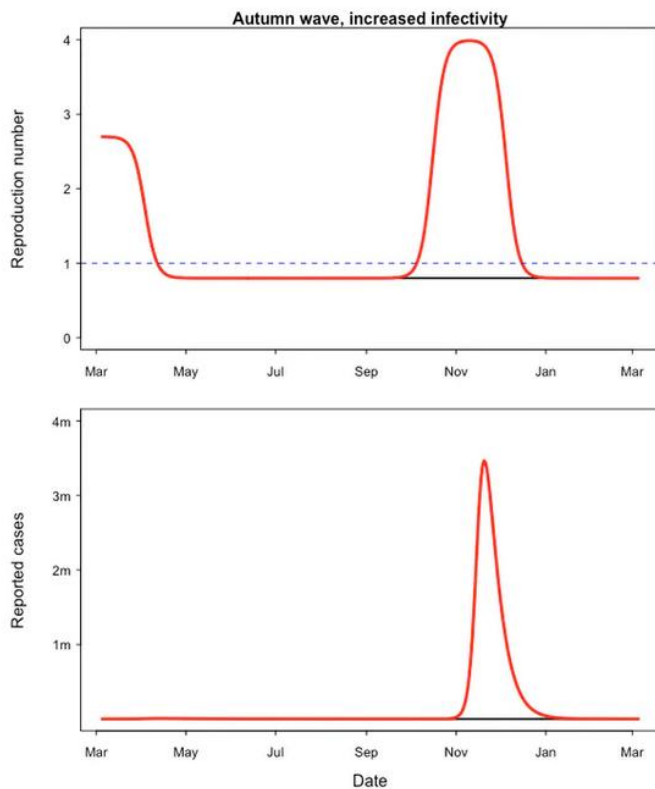 Autumn wave, increased infectivity
Reproduction number
4
3
2
1
0
Mar May Jul Sep Nov Jan Mar
Reported cases
4m
3m
2m
1m
Mar May Jul Sep Nov Jan Mar
Date